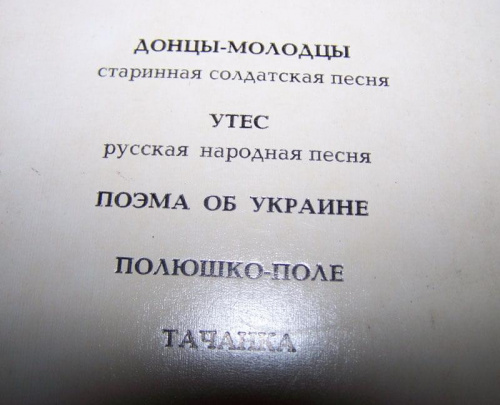 ДОНЦЫ-МОЛОДЦЫ
старинная солдатская песня
УТЕС
русская народная песня
ПОЭМА ОБ УКРАИНЕ
ПОЛЮШКО-ПОЛЕ
ТАЧАНКА